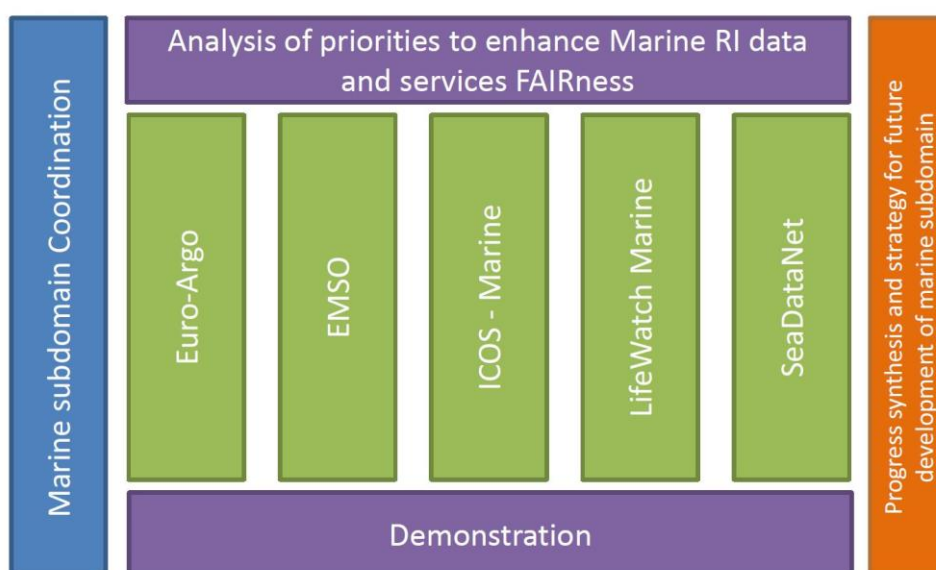 Marine subdomain Coordination
Analysis of priorities to enhance Marine RI data
and services FAIRness
Euro-Argo
EMSO
ICOS - Marine
LifeWatch Marine
SeaDataNet
Demonstration
Progress synthesis and strategy for future
development of marine subdomain